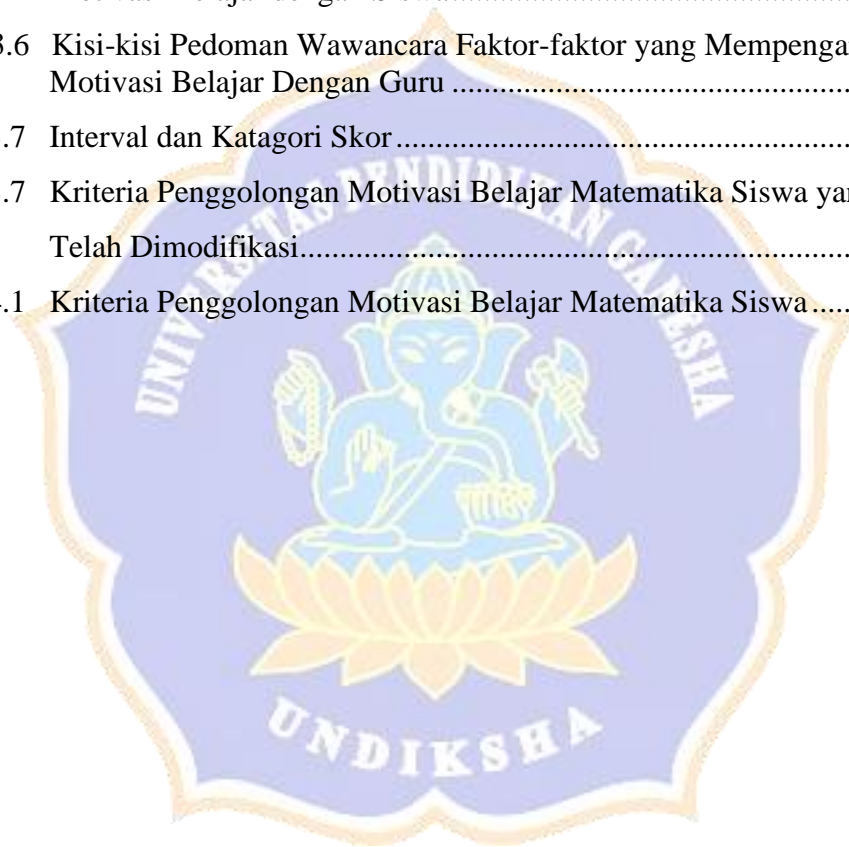 3.6 Kisi-kisi Pedoman Wawancara Faktor-faktor yang
Motivasi Belajar Dengan Guru ....................................................
.7 Interval dan Katagori Skor ....................................................
.7 Kriteria Penggolongan Motivasi Belajar Matematika Siswa
Telah Dimodifikasi....................................................
.1 Kriteria Penggolongan Motivasi Belajar Matematika Siswa .....
UNIVERSITAS PENDIDIKAN GANESHA
UNDIKSHA